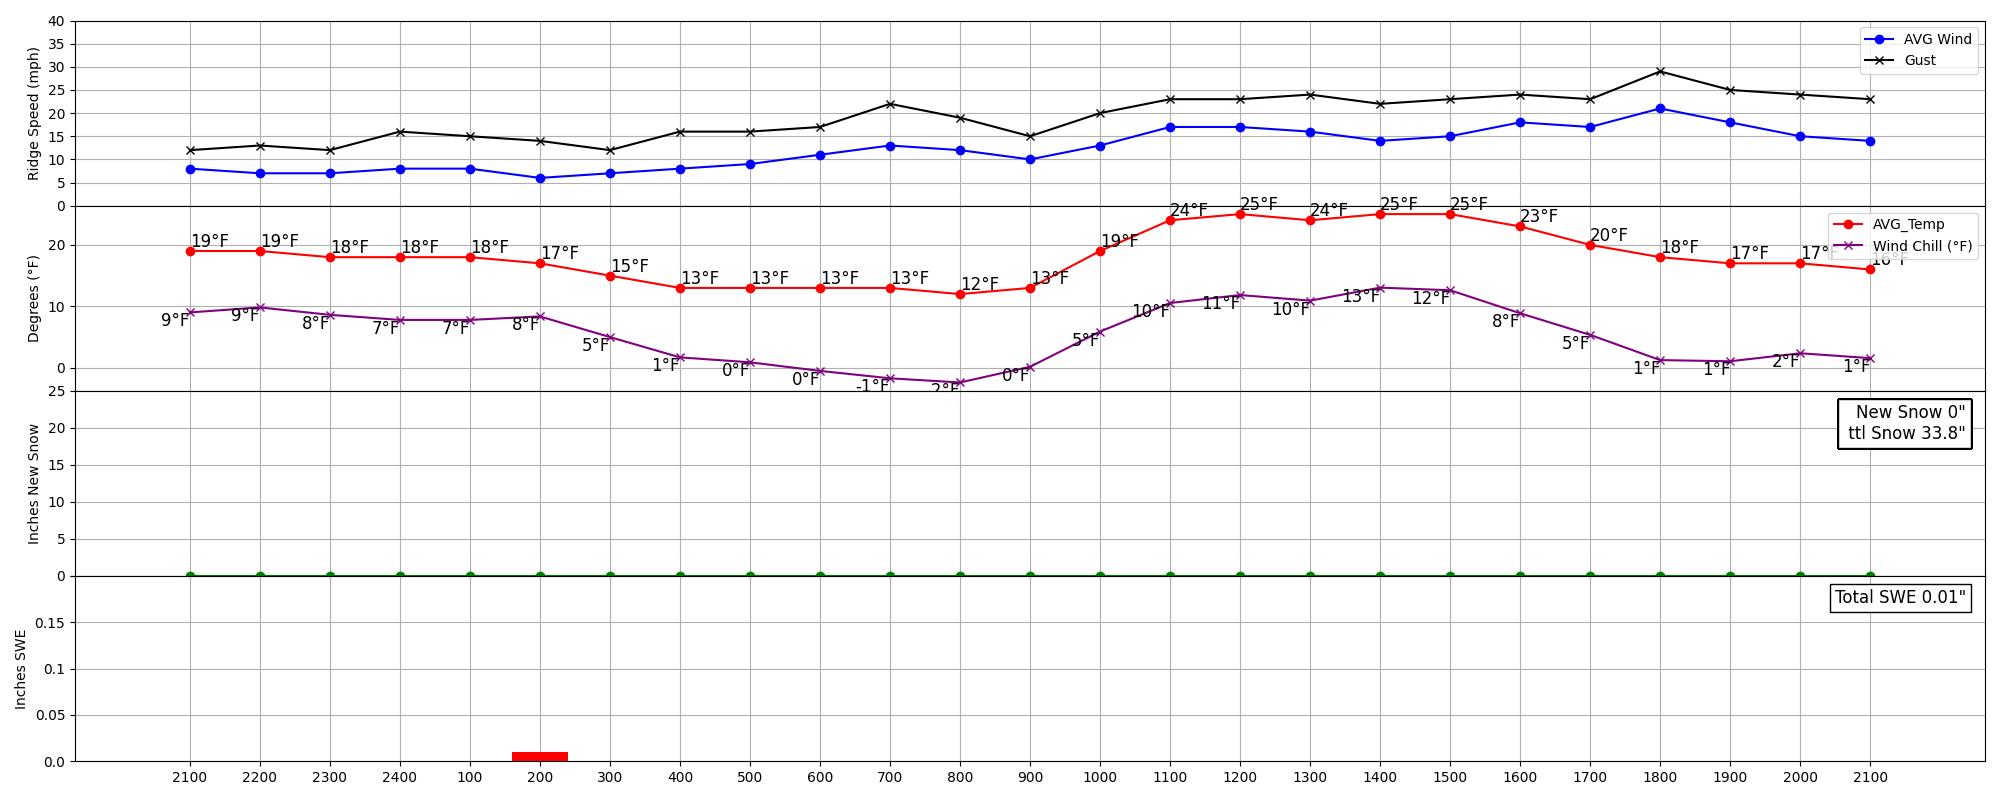 40
35
30
25
20
15
10
5
0
Ridge Speed (mph)
AVG Wind
Gust
20
10
0
Degrees (°F)
AVG_Temp
Wind Chill (°F)
19°F 19°F 18°F 18°F 18°F 17°F 15°F 13°F 13°F 13°F 13°F 12°F 13°F 19°F 24°F 25°F 24°F 25°F 25°F 23°F 20°F 18°F 17°F 17°F 16°F
9°F 9°F 8°F 7°F 7°F 8°F 5°F 1°F 0°F 0°F -1°F 2°F 0°F 5°F 10°F 11°F 10°F 13°F 12°F 8°F 5°F 1°F 1°F 2°F 1°F
25
20
15
10
5
0
Inches New Snow
New Snow 0"
ttl Snow 33.8"
0.15
0.1
0.05
0.0
Inches SWE
Total SWE 0.01"
2100 2200 2300 2400 100 200 300 400 500 600 700 800 900 1000 1100 1200 1300 1400 1500 1600 1700 1800 1900 2000 2100